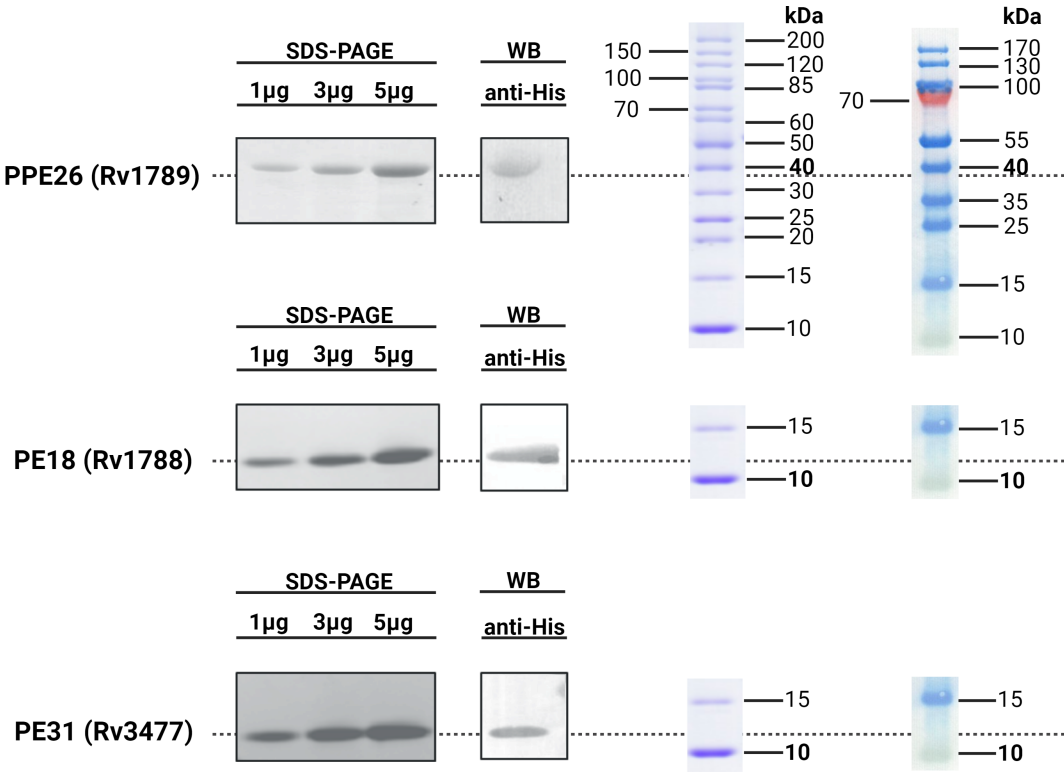 kDa
kDa
SDS-PAGE
WB
1µg 3µg 5µg
anti-His
150
100
70
200
120
85
60
50
40
30
25
20
15
10
70
170
130
100
55
40
35
25
15
10
PPE26 (Rv1789)
SDS-PAGE
WB
1µg 3µg 5µg
anti-His
PE18 (Rv1788)
15
10
15
10
SDS-PAGE
WB
1µg 3µg 5µg
anti-His
PE31 (Rv3477)
15
10
15
10